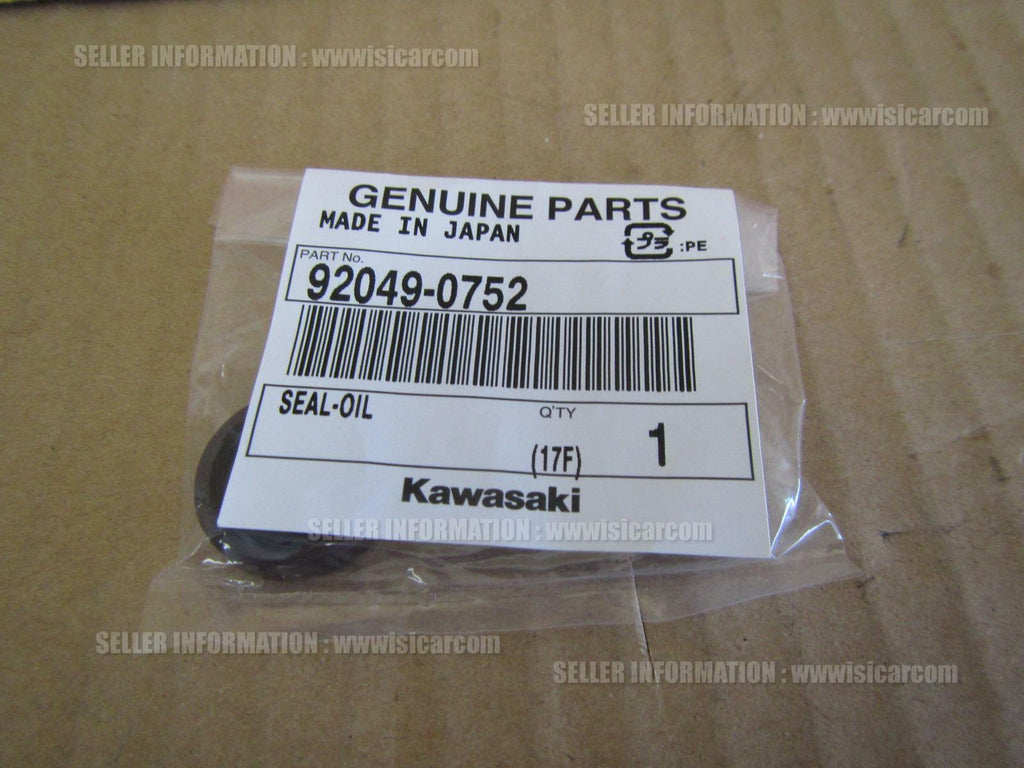 SELLER INFORMATION : wwwisicarcom
SELLER INFORMATION : wwwisicarcom
GENUINE PARTS
MADE IN JAPAN
プラ :PE
PART No.
92049-0752
SEAL-OIL
Q'TY
(17F) 1
Kawasaki
SELLER INFORMATION : wwwisicarcom
SELLER INFORMATION : wwwisicarcom
SELLER INFORMATION : wwwisicarcom